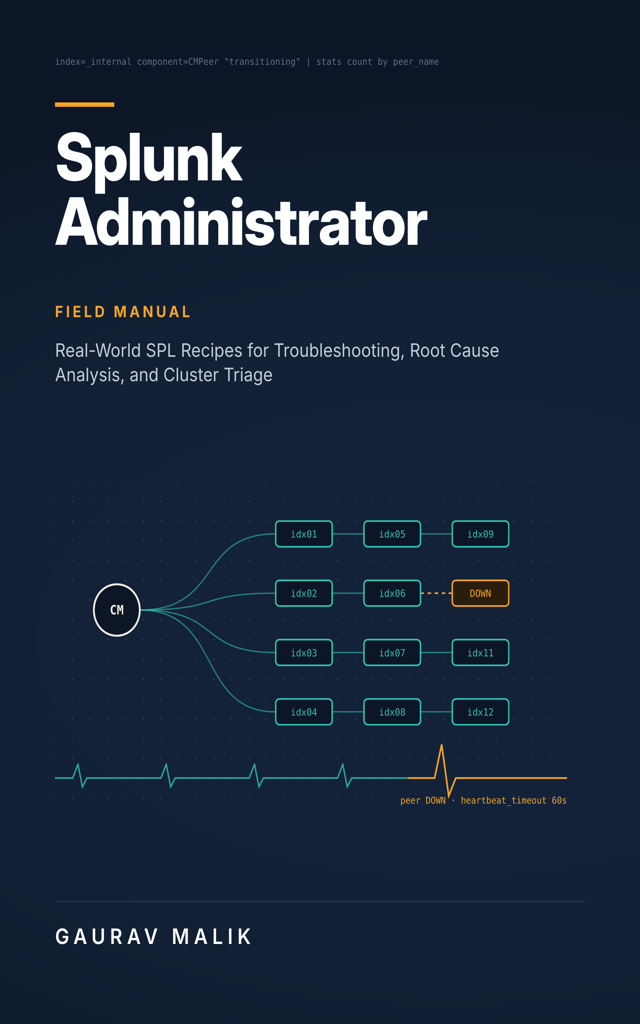 index=_internal component=CMPeer "transitioning" | stats count by peer_name
Splunk
Administrator
FIELD MANUAL
Real-World SPL Recipes for Troubleshooting, Root Cause
Analysis, and Cluster Triage
idx01 idx05 idx09
CM idx02 idx06 DOWN
idx03 idx07 idx11
idx04 idx08 idx12
peer DOWN · heartbeat_timeout 60s
GAURAV MALIK